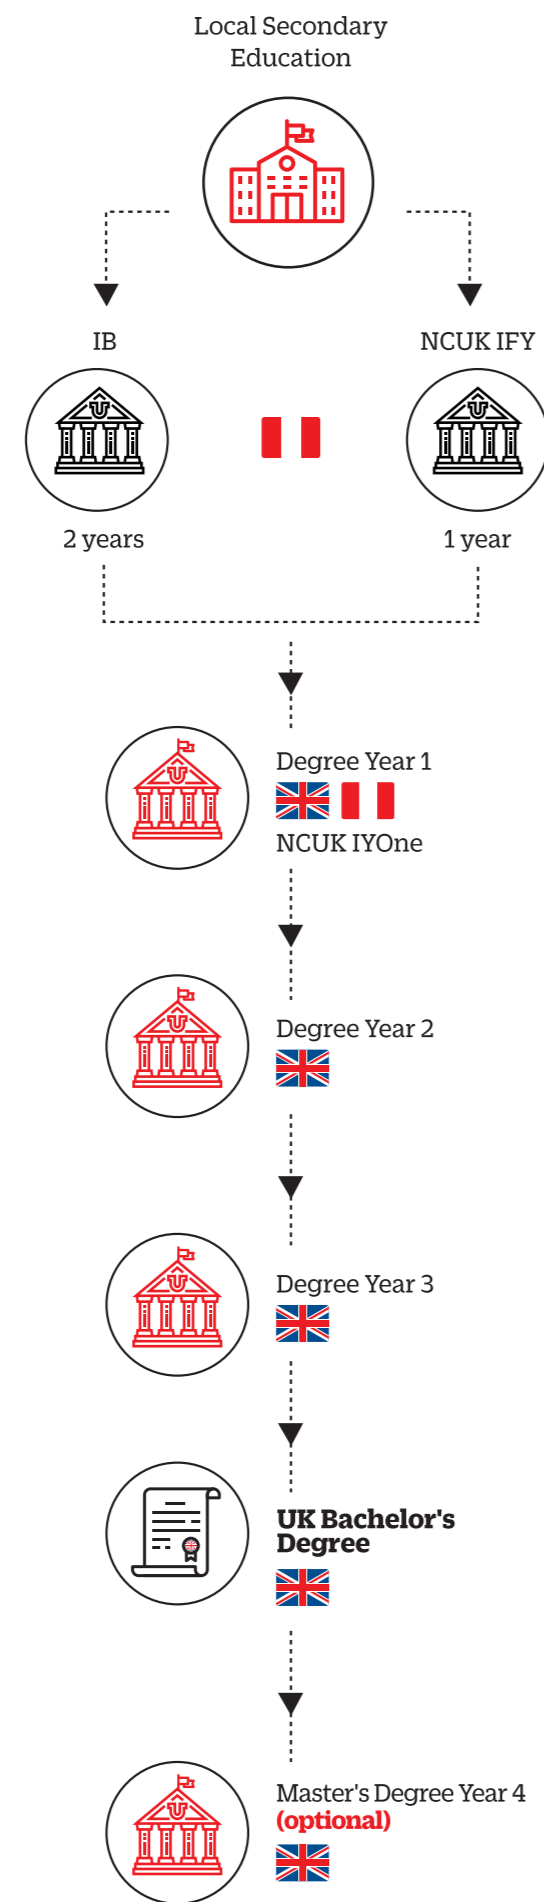 Local Secondary
Education
IB
NCUK IFY
2 years
1 year
Degree Year 1
NCUK IYOne
Degree Year 2
Degree Year 3
UK Bachelor's
Degree
Master's Degree Year 4
(optional)